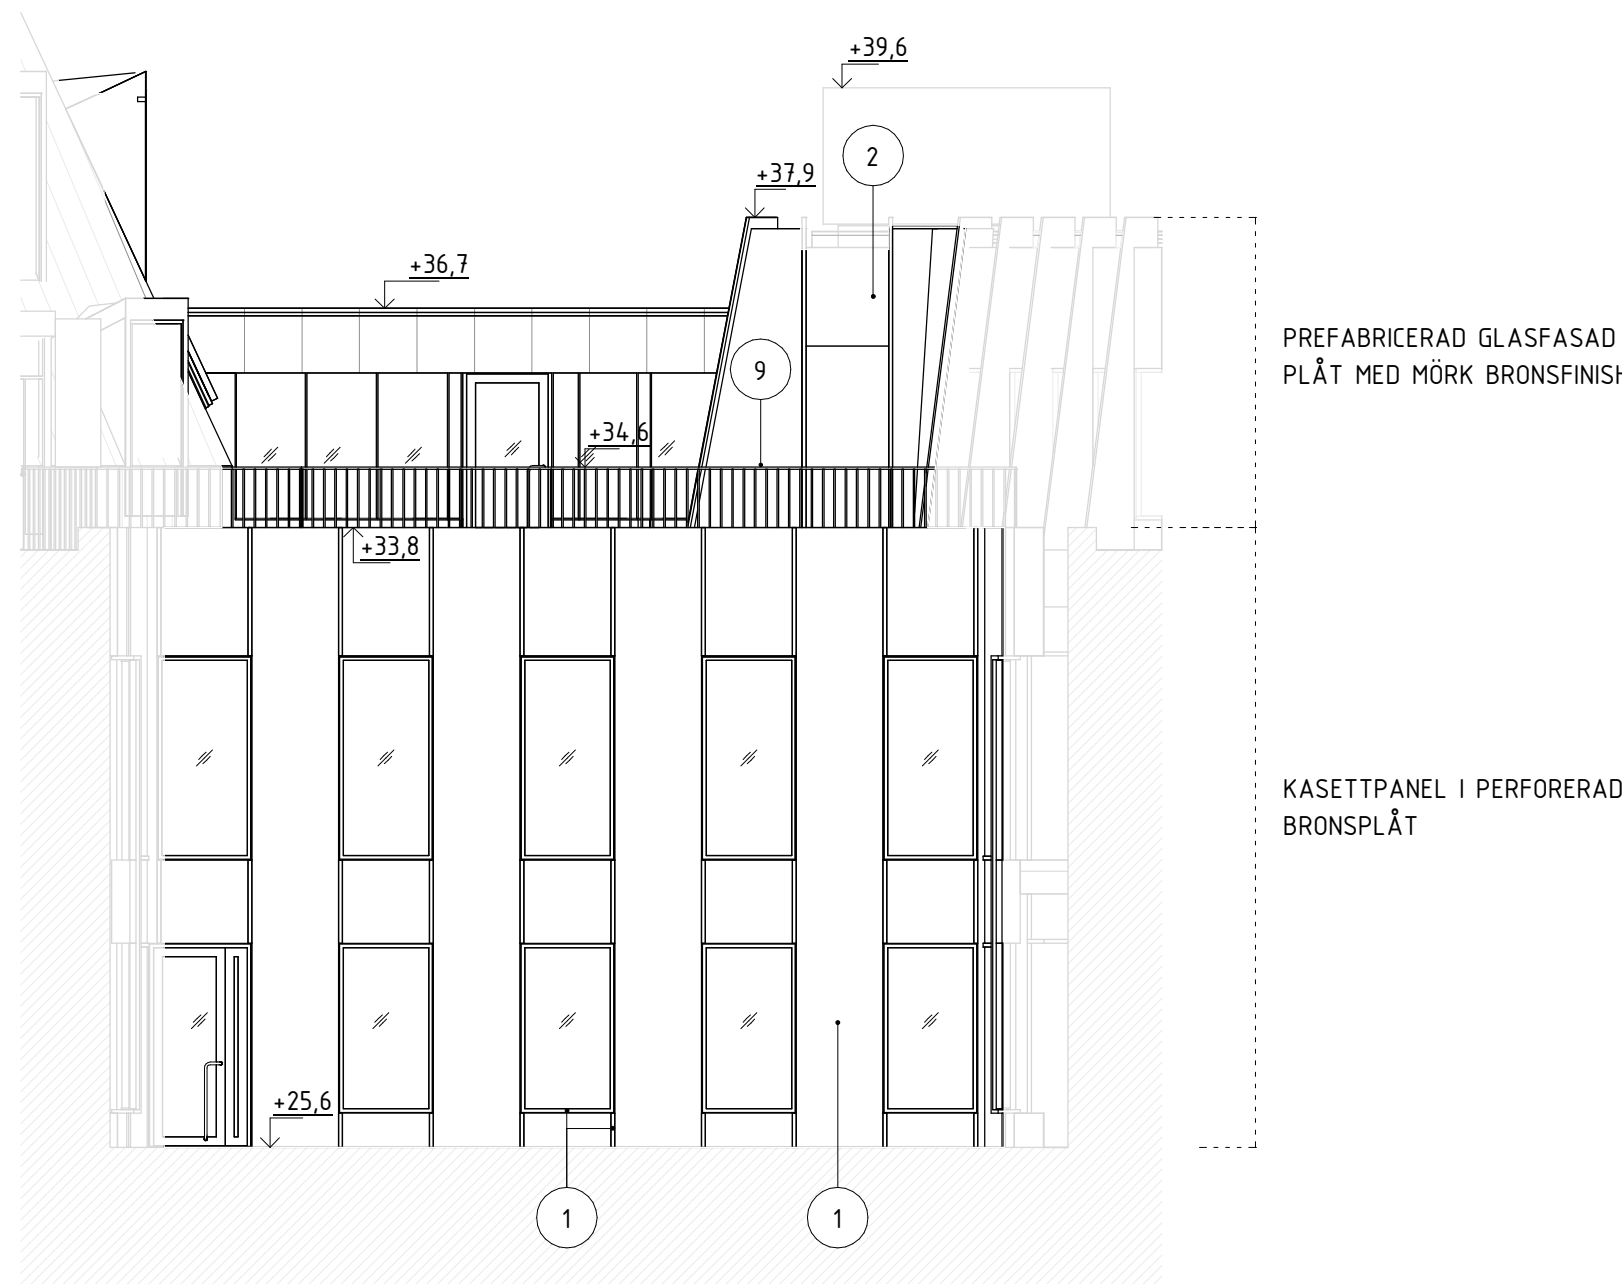 +39,6
2
+37,9
+36,7
PREFABRICERAD GLASFASAD
PLÅT MED MÖRK BRONSFINISH
9
+34,6
+33,8
KASETTPANEL I PERFORERAD
BRONSPLÅT
+25,6
1
1